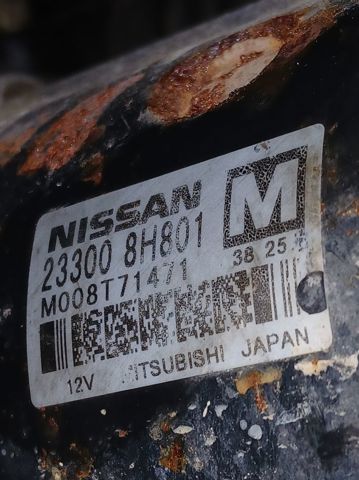 NISSAN
M
23300 8H801
M008T71471
38 25
12V MITSUBISHI JAPAN